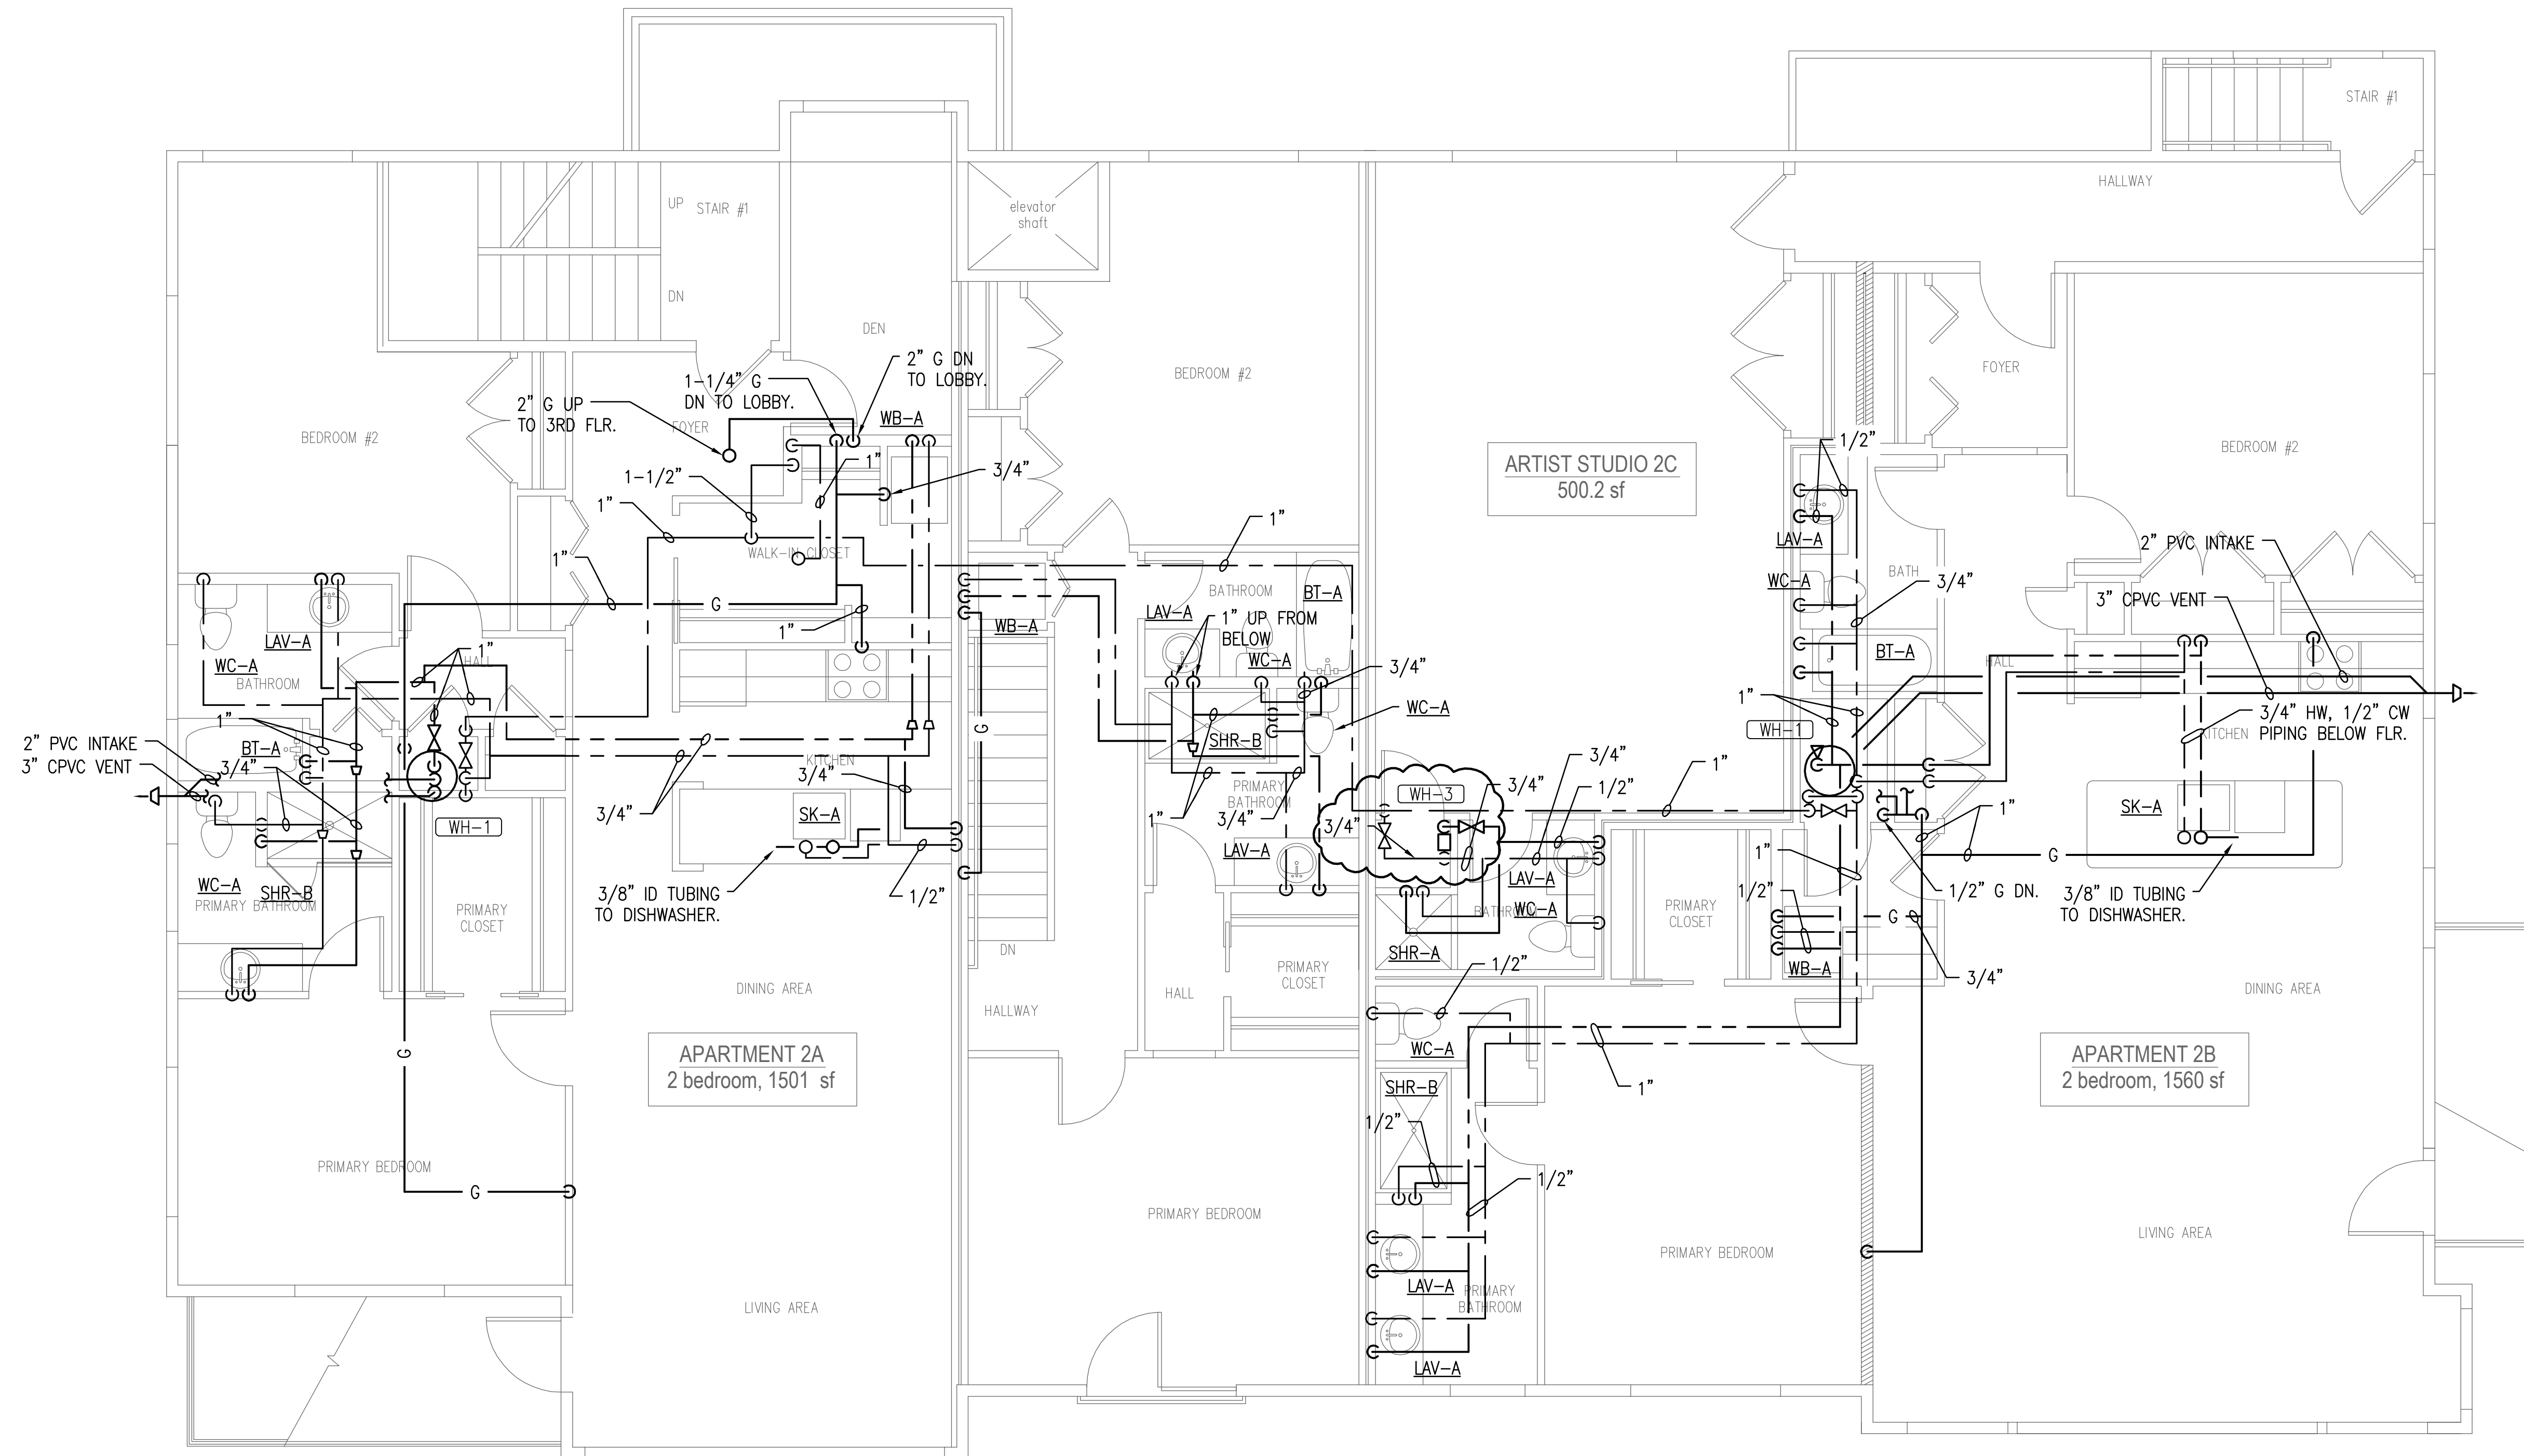 STAIR #1
HALLWAY
UP
STAIR #1
elevator
shaft
DN
DEN
2" G DN
TO LOBBY.
1-1/4" G
DN TO LOBBY.
2" G UP
TO 3RD FLR.
FOYER
WB-A
BEDROOM #2
BEDROOM #2
FOYER
BEDROOM #2
ARTIST STUDIO 2C
500.2 sf
1/2"
1"
3/4"
1-1/2"
1"
1"
WALK-IN CLOSET
1"
LAV-A
2" PVC INTAKE
BATH
WC-A
3/4"
3" CPVC VENT
G
1"
BATHROOM
BT-A
LAV-A
1" UP FROM
BELOW
WB-A
LAV-A
WC-A
BATHROOM
HALL
1"
WC-A
3/4"
BT-A
HALL
1"
WC-A
1"
WH-1
3/4" HW, 1/2" CW
PIPING BELOW FLR.
KITCHEN
G
SHR-B
2" PVC INTAKE
3" CPVC VENT
BT-A
3/4"
KITCHEN
3/4"
3/4"
1"
PRIMARY
BATHROOM
3/4"
WH-3
3/4"
3/4"
1/2"
1"
3/4"
SK-A
SK-A
WH-1
1"
1"
G
LAV-A
LAV-A
WC-A
SHR-B
PRIMARY BATHROOM
PRIMARY
CLOSET
3/8" ID TUBING
TO DISHWASHER.
1/2"
BATHROOM
WC-A
PRIMARY
CLOSET
1/2"
G
1/2" G DN.
3/8" ID TUBING
TO DISHWASHER.
DN
SHR-A
1/2"
WB-A
3/4"
PRIMARY
CLOSET
DINING AREA
HALL
DINING AREA
HALLWAY
G
WC-A
APARTMENT 2A
2 bedroom, 1501 sf
APARTMENT 2B
2 bedroom, 1560 sf
SHR-B
1"
1/2"
PRIMARY BEDROOM
G
1/2"
PRIMARY BEDROOM
PRIMARY BEDROOM
LIVING AREA
LAV-A
PRIMARY
BATHROOM
LIVING AREA
LAV-A